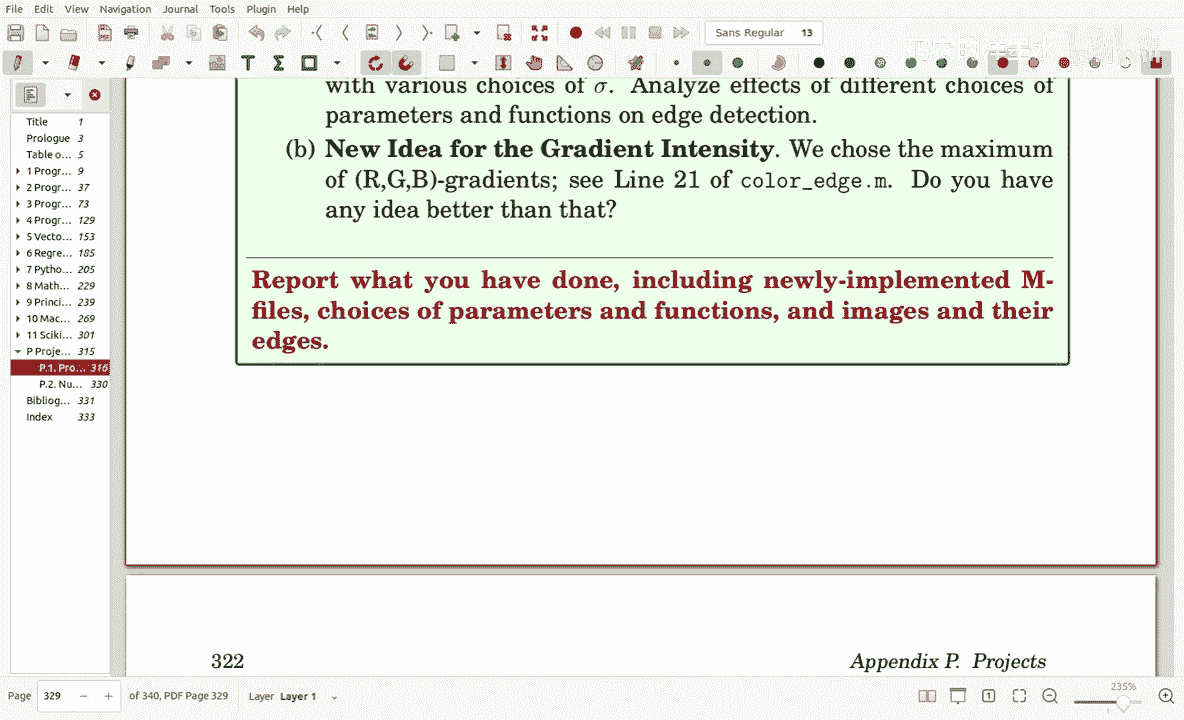 File Edit View Navigation Journal Tools Plugin Help
Sans Regular 13
Title 1
Prologue 3
Table o... 5
1 Progr... 9
2 Progr... 37
3 Progr... 73
4 Progr... 129
5 Vecto... 153
6 Regre... 185
7 Pytho... 205
8 Math... 229
9 Princi... 239
10 Mac... 269
11 Sciki... 301
P Proje... 315
P.1. Pro... 316
P.2. Nu... 330
Bibliog... 331
Index 333
with various choices of σ. Analyze effects of different choices of
parameters and functions on edge detection.
(b) New Idea for the Gradient Intensity. We chose the maximum
of (R,G,B)-gradients; see Line 21 of color_edge.m. Do you have
any idea better than that?
Report what you have done, including newly-implemented M-
files, choices of parameters and functions, and images and their
edges.
322 Appendix P. Projects
Page 329 of 340, PDF Page 329 Layer Layer 1 235%